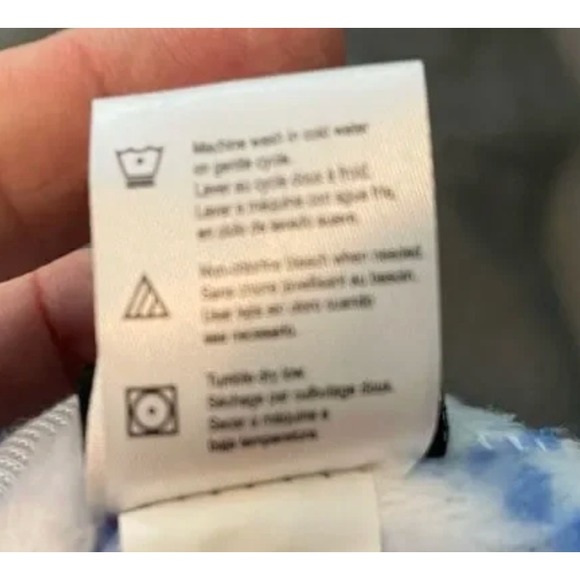 Machine wash in cold water
or gentle cycle.
Laver au cycle doux à froid.
Lavar a máquina con agua fría,
en ciclo de lavado suave.
Non-chlorine bleach when needed.
Sans chlore javellisant au besoin.
Usar lejía sin cloro cuando
sea necesario.
Tumble dry low.
Séchage par culbutage doux.
Secar a máquina a
baja temperatura.